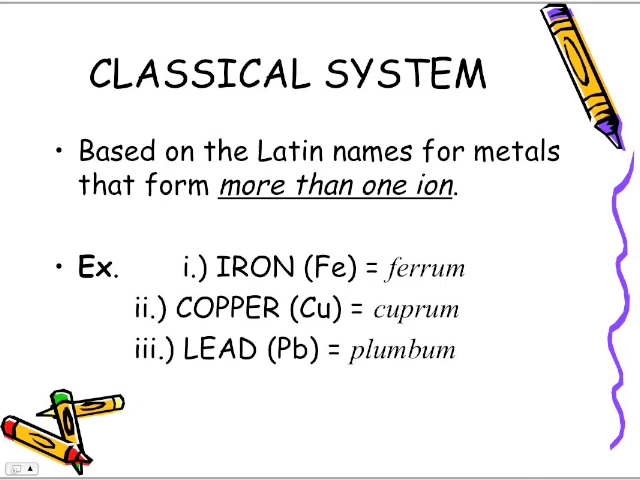 CLASSICAL SYSTEM
• Based on the Latin names for metals
that form more than one ion.
• Ex. i.) IRON (Fe) = ferrum
ii.) COPPER (Cu) = cuprum
iii.) LEAD (Pb) = plumbum